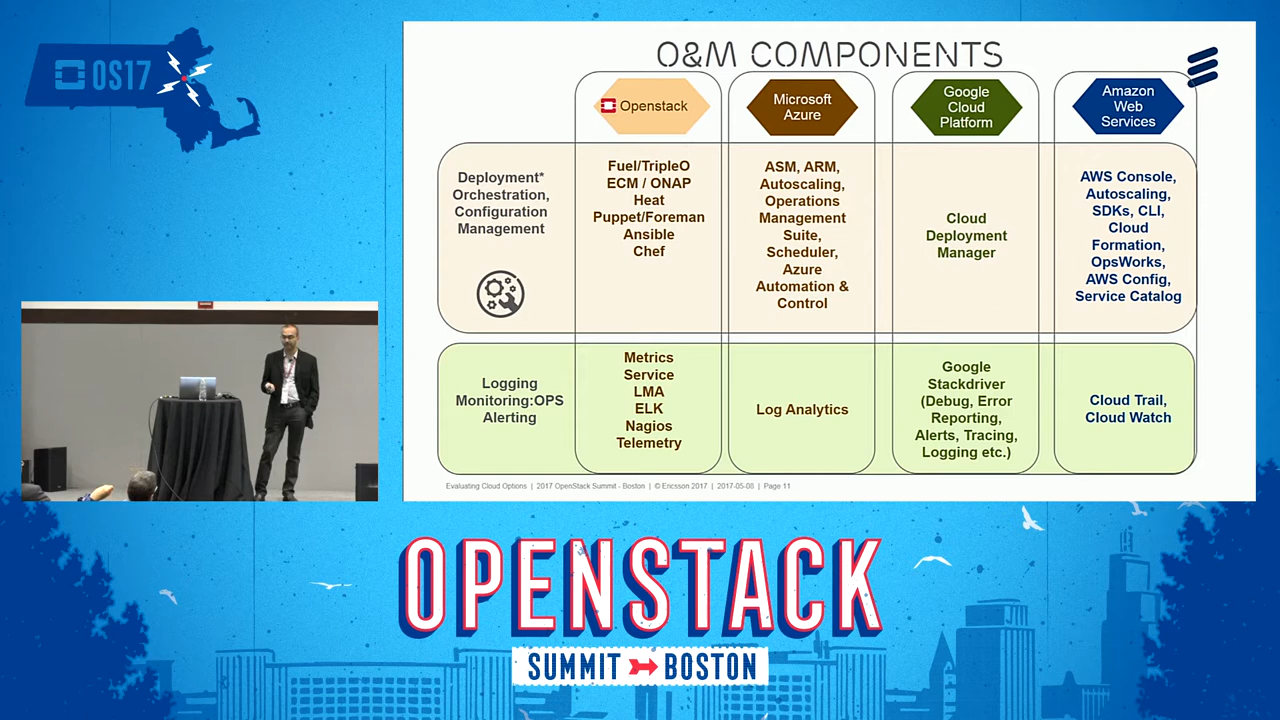 OS17
O&M COMPONENTS
Openstack
Microsoft
Azure
Google
Cloud
Platform
Amazon
Web
Services
Deployment*
Orchestration,
Configuration
Management
Fuel/TripleO
ECM / ONAP
Heat
Puppet/Foreman
Ansible
Chef
ASM, ARM,
Autoscaling,
Operations
Management
Suite,
Scheduler,
Azure
Automation &
Control
Cloud
Deployment
Manager
AWS Console,
Autoscaling,
SDKs, CLI,
Cloud
Formation,
OpsWorks,
AWS Config,
Service Catalog
Logging
Monitoring:OPS
Alerting
Metrics
Service
LMA
ELK
Nagios
Telemetry
Log Analytics
Google
Stackdriver
(Debug, Error
Reporting,
Alerts, Tracing,
Logging etc.)
Cloud Trail,
Cloud Watch
Evaluating Cloud Options | 2017 OpenStack Summit - Boston | © Ericsson 2017 | 2017-05-08 | Page 11
OPENSTACK
SUMMIT BOSTON